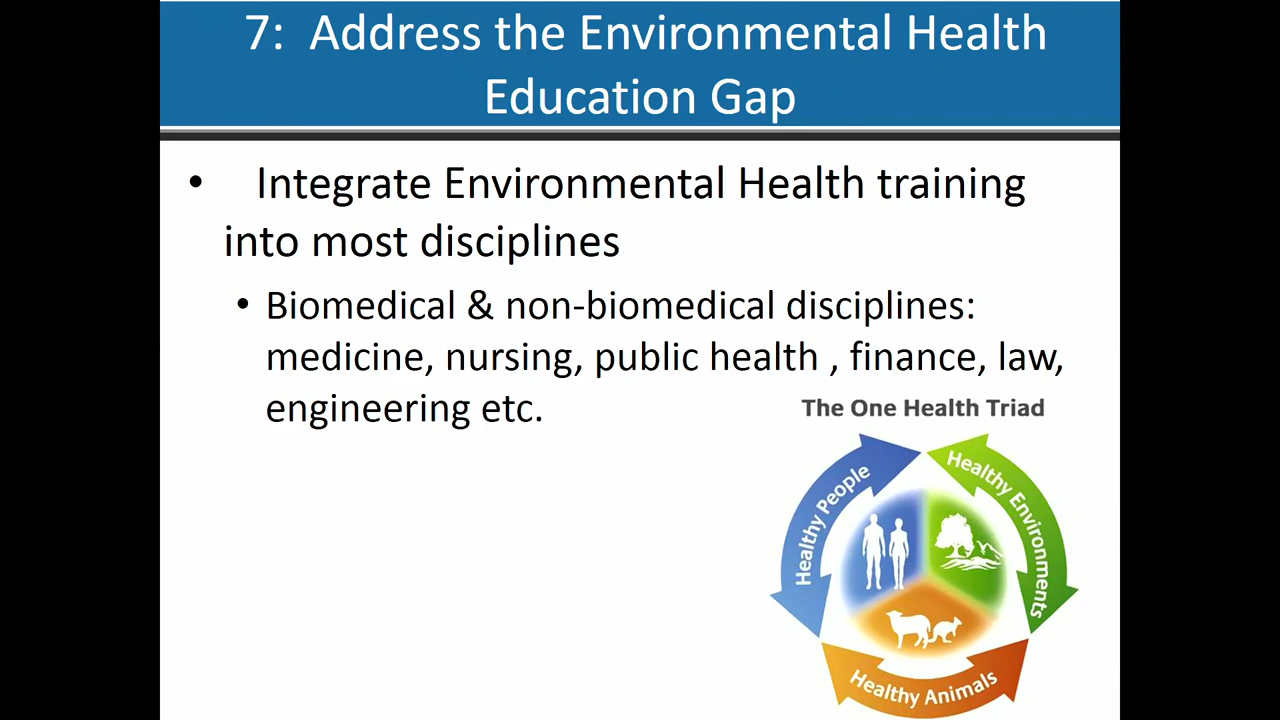 7:  Address the Environmental Health
Education Gap
• Integrate Environmental Health training
into most disciplines
• Biomedical & non-biomedical disciplines:
medicine, nursing, public health , finance, law,
engineering etc.
The One Health Triad
Healthy People
Healthy Environments
Healthy Animals